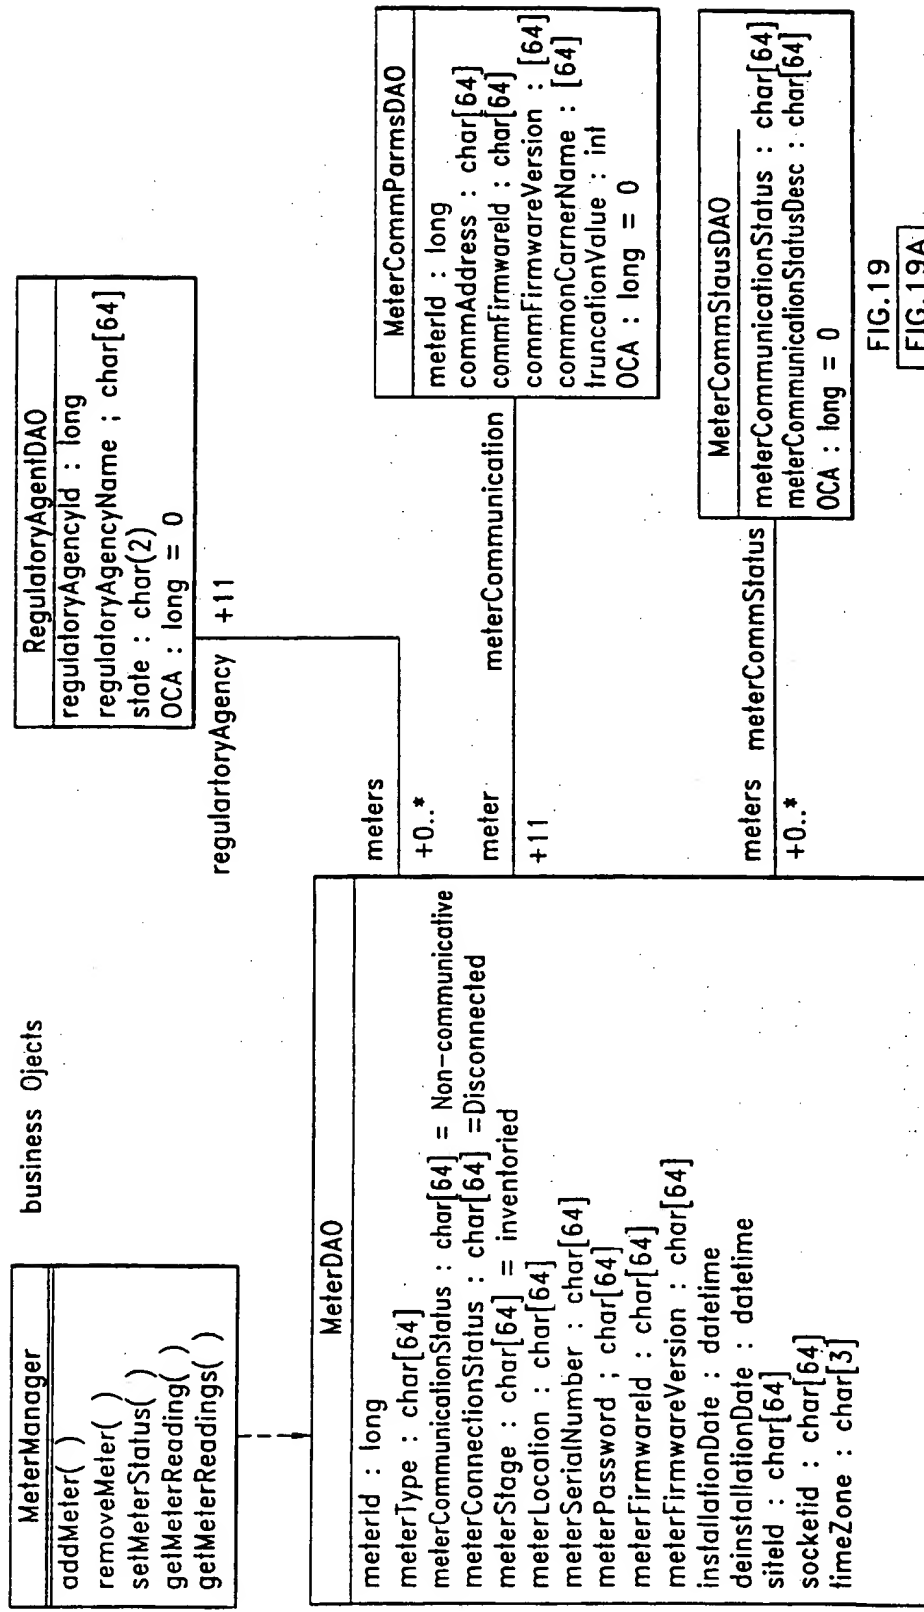 business Ojects
MeterManager
addMeter( )
removeMeter( )
setMeterStatus( )
getMeterReading( )
getMeterReadings( )
MeterDAO
meterId : long
meterType : char[64]
meterCommunicationStatus : char[64] = Non-communicative
meterConnectionStatus : char[64] =Disconnected
meterStage : char[64] = inventoried
meterLocation : char[64]
meterSerialNumber : char[64]
meterPassword ; char[64]
meterFirmwareId : char[64]
meterFirmwareVersion : char[64]
installationDate : datetime
deinstallationDate : datetime
siteId : char[64]
socketid : char[64]
timeZone : char[3]
RegulatoryAgentDAO
regulatoryAgencyId : long
regulatoryAgencyName ; char[64]
state : char(2)
OCA : long = 0
regulartoryAgency +11
meters
+0..*
meter meterCommunication
+11
MeterCommParmsDAO
meterId : long
commAddress : char[64]
commFirmwareId : char[64]
commFirmwareVersion : [64]
commonCarnerName : [64]
truncationValue : int
OCA : long = 0
meters meterCommStatus
+0..*
MeterCommStausDAO
meterCommunicationStatus : char[64]
meterCommunicationStatusDesc : char[64]
OCA : long = 0
FIG.19
FIG.19A